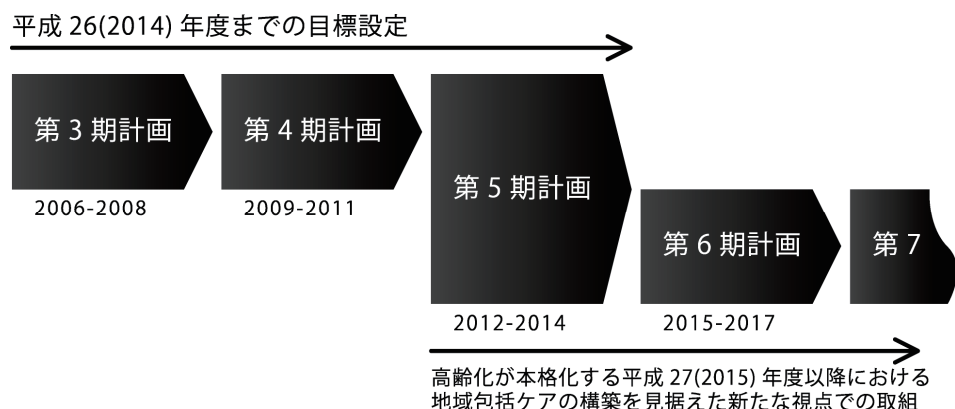 平成 26(2014) 年度までの目標設定
第 3 期計画
第 4 期計画
第 5 期計画
第 6 期計画
第 7
2006-2008
2009-2011
2012-2014
2015-2017
高齢化が本格化する平成 27(2015) 年度以降における
地域包括ケアの構築を見据えた新たな視点での取組